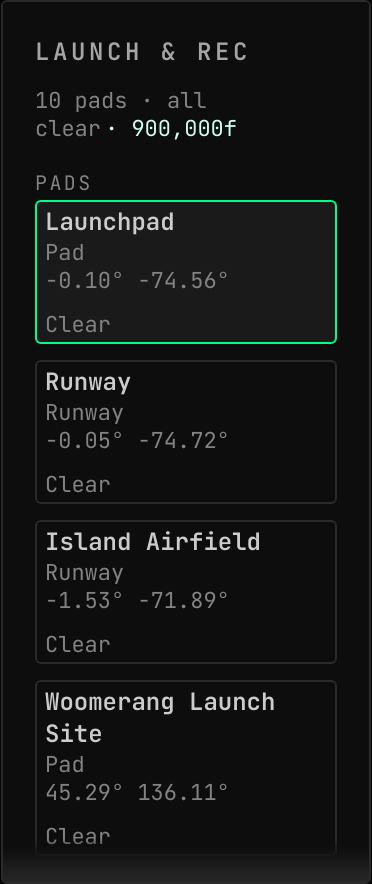 LAUNCH & REC
10 pads · all
clear · 900,000f
PADS
Launchpad
Pad
-0.10° -74.56°
Clear
Runway
Runway
-0.05° -74.72°
Clear
Island Airfield
Runway
-1.53° -71.89°
Clear
Woomerang Launch
Site
Pad
45.29° 136.11°
Clear